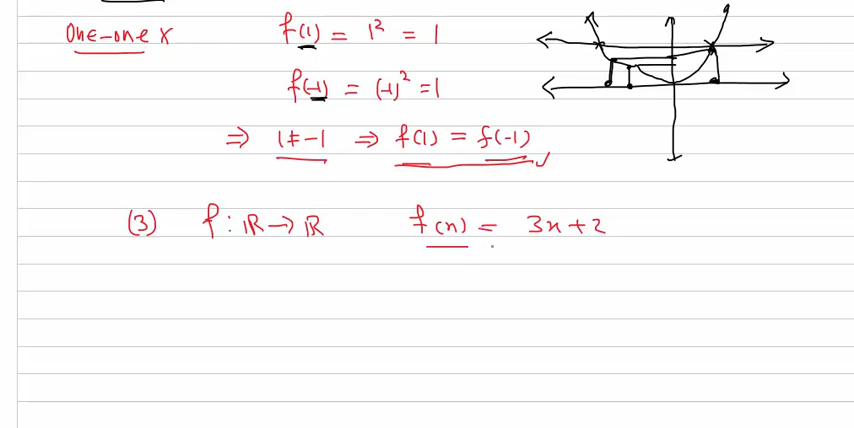 One-one x f(1) = 1² = 1
f(-1) = (-1)² = 1
⇒ 1 ≠ -1 ⇒ f(1) = f(-1) ✓
(3) f : ℝ → ℝ f(x) = 3x + 2